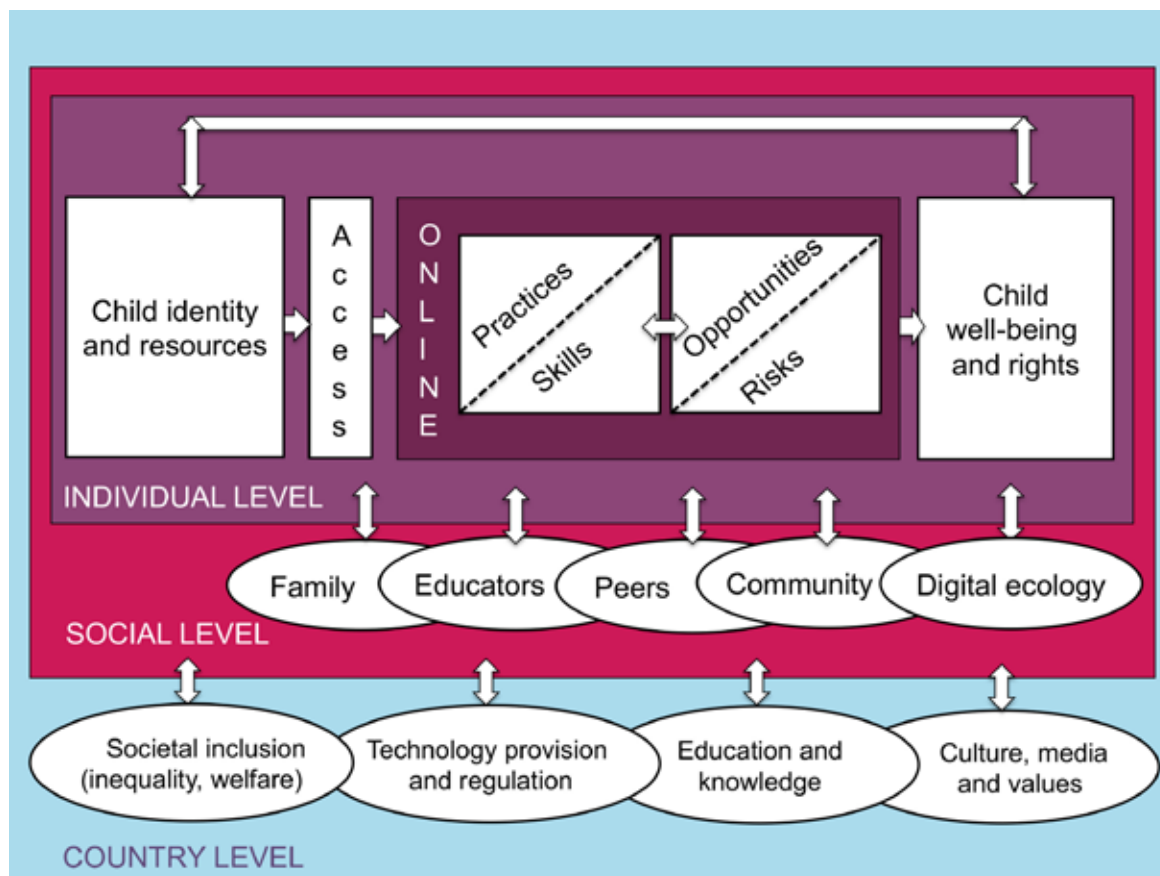 Child identity
and resources
Access
ONLINE
Practices
Skills
Opportunities
Risks
Child
well-being
and rights
INDIVIDUAL LEVEL
Family
Educators
Peers
Community
Digital ecology
SOCIAL LEVEL
Societal inclusion
(inequality, welfare)
Technology provision
and regulation
Education and
knowledge
Culture, media
and values
COUNTRY LEVEL